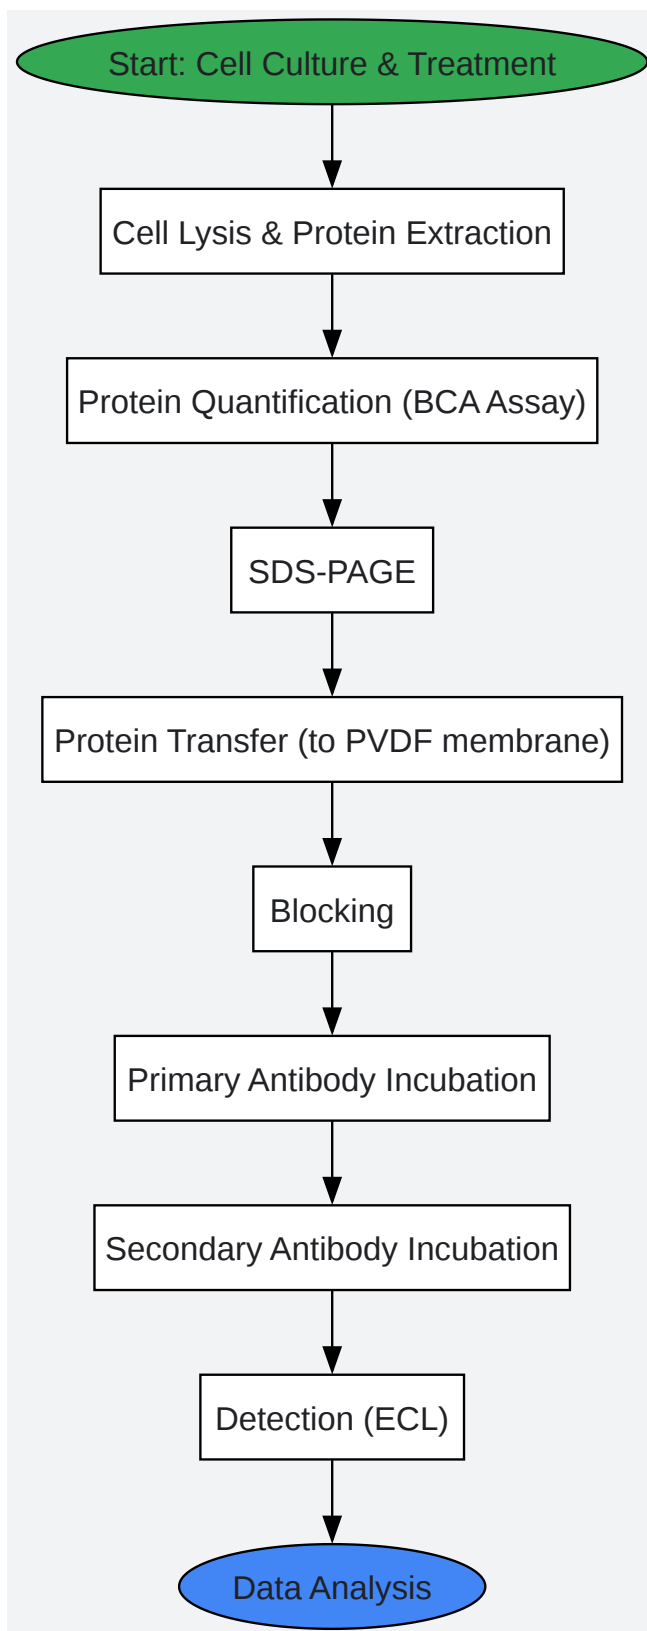 Start: Cell Culture & Treatment
Cell Lysis & Protein Extraction
Protein Quantification (BCA Assay)
SDS-PAGE
Protein Transfer (to PVDF membrane)
Blocking
Primary Antibody Incubation
Secondary Antibody Incubation
Detection (ECL)
Data Analysis